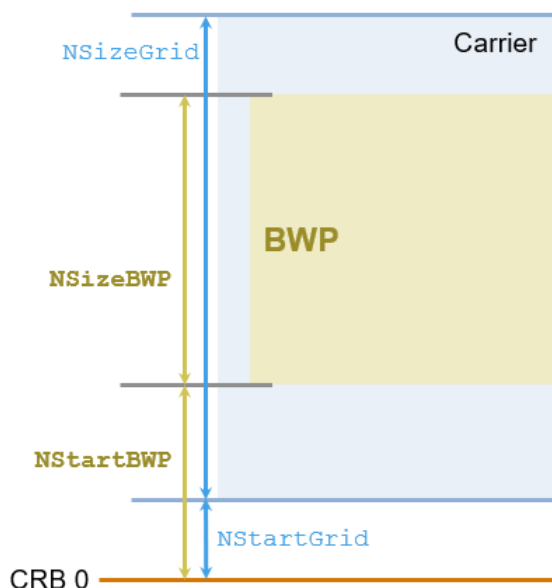 NSizeGrid
Carrier
BWP
NSizeBWP
NStartBWP
NStartGrid
CRB 0